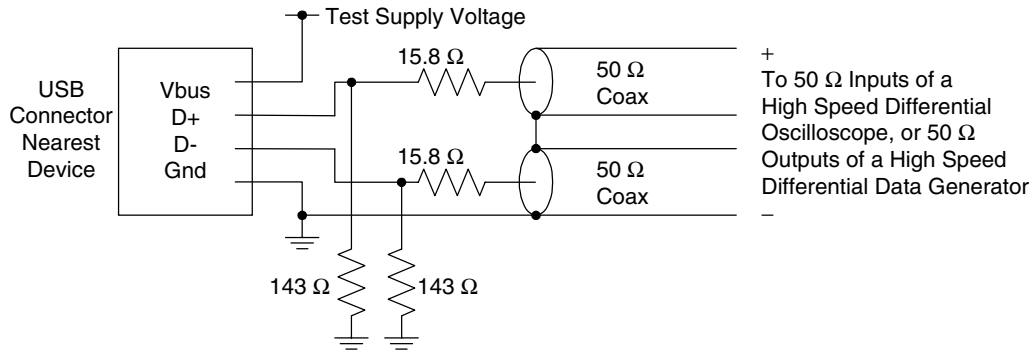 Test Supply Voltage
USB
Connector
Nearest
Device
Vbus
D+
D-
Gnd
15.8 Ω
15.8 Ω
50 Ω
Coax
50 Ω
Coax
143 Ω
143 Ω
+
To 50 Ω Inputs of a
High Speed Differential
Oscilloscope, or 50 Ω
Outputs of a High Speed
Differential Data Generator
−